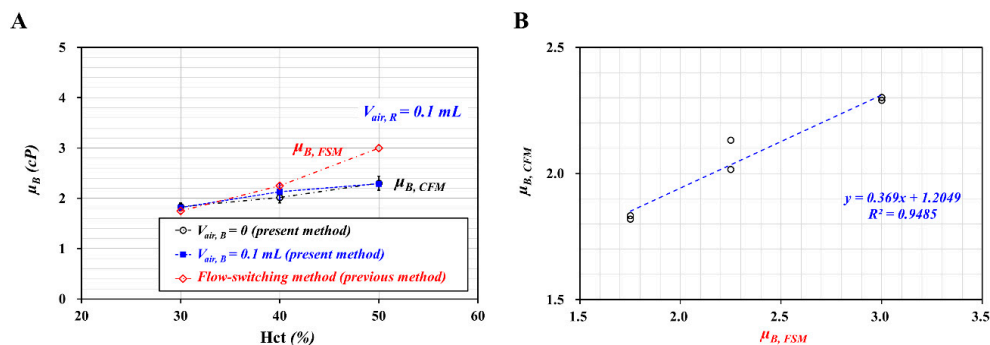 A
5
4
3
2
1
0
μB (cP)
Vair, R = 0.1 mL
μB, FSM
μB, CFM
Vair, B = 0 (present method)
Vair, B = 0.1 mL (present method)
Flow-switching method (previous method)
20
30
40
50
60
Hct (%)
B
2.5
2.0
1.5
μB, CFM
y = 0.369x + 1.2049
R² = 0.9485
1.5
2.0
2.5
3.0
3.5
μB, FSM